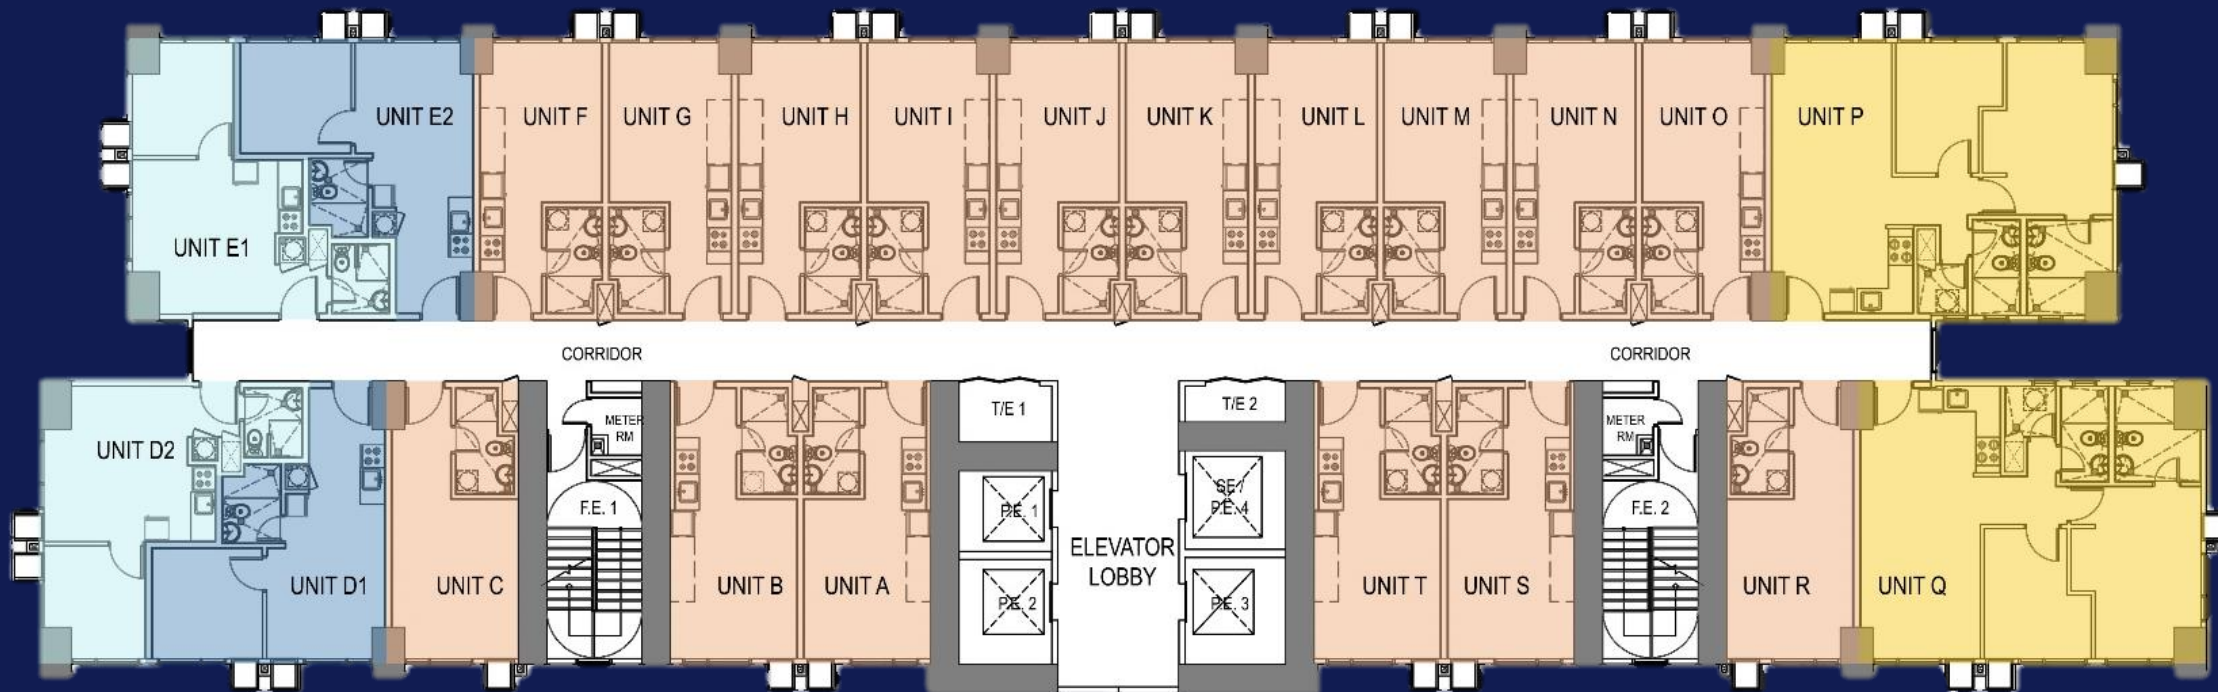 UNIT E2
UNIT F
UNIT G
UNIT H
UNIT I
UNIT J
UNIT K
UNIT L
UNIT M
UNIT N
UNIT O
UNIT P
UNIT E1
CORRIDOR
CORRIDOR
UNIT D2
METER
RM
T/E 1
T/E 2
METER
RM
F.E. 1
P.E. 1
SE /
P.E. 4
F.E. 2
ELEVATOR
LOBBY
UNIT D1
UNIT C
UNIT B
UNIT A
P.E. 2
P.E. 3
UNIT T
UNIT S
UNIT R
UNIT Q